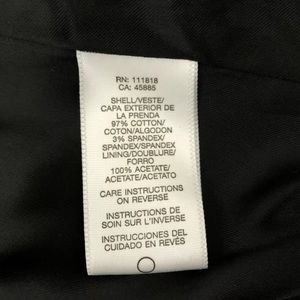 RN: 111818
CA: 45885
SHELL/VESTE/
CAPA EXTERIOR DE
LA PRENDA
97% COTTON/
COTON/ALGODON
3% SPANDEX/
SPANDEX/SPANDEX
LINING/DOUBLURE/
FORRO
100% ACETATE/
ACETATE/ACETATO
CARE INSTRUCTIONS
ON REVERSE
INSTRUCTIONS DE
SOIN SUR L'INVERSE
INSTRUCCIONES DEL
CUIDADO EN REVÉS